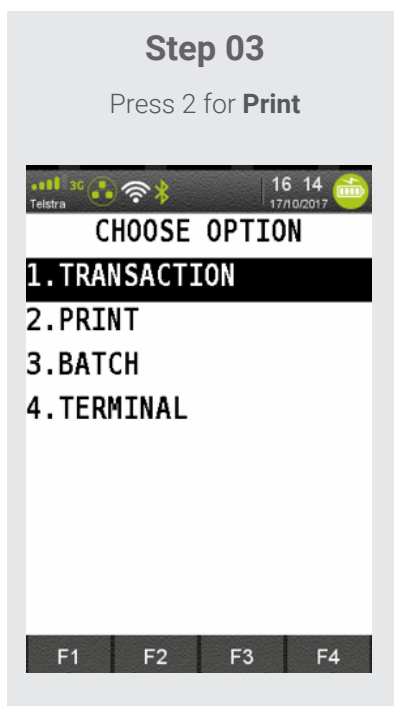 Step 03
Press 2 for Print
3G
Telstra
16 14
17/10/2017
CHOOSE OPTION
1.TRANSACTION
2.PRINT
3.BATCH
4.TERMINAL
F1 F2 F3 F4